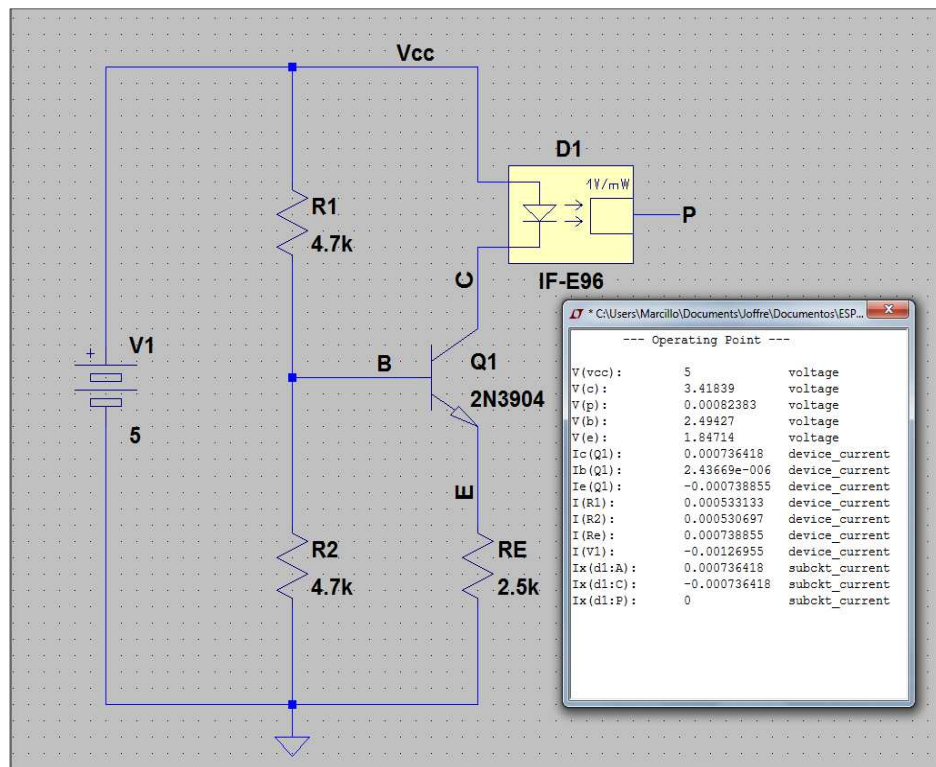 Vcc
D1
1V/mW
R1
4.7k
P
IF-E96
C
+
V1
B
Q1
2N3904
5
E
R2
4.7k
RE
2.5k
* C:\Users\Marcillo\Documents\Joffre\Documentos\ESP...
--- Operating Point ---
V(vcc): 5 voltage
V(c): 3.41839 voltage
V(p): 0.00082383 voltage
V(b): 2.49427 voltage
V(e): 1.84714 voltage
Ic(Q1): 0.000736418 device_current
Ib(Q1): 2.43669e-006 device_current
Ie(Q1): -0.000738855 device_current
I(R1): 0.000533133 device_current
I(R2): 0.000530697 device_current
I(Re): 0.000738855 device_current
I(V1): -0.00126955 device_current
Ix(d1:A): 0.000736418 subckt_current
Ix(d1:C): -0.000736418 subckt_current
Ix(d1:P): 0 subckt_current